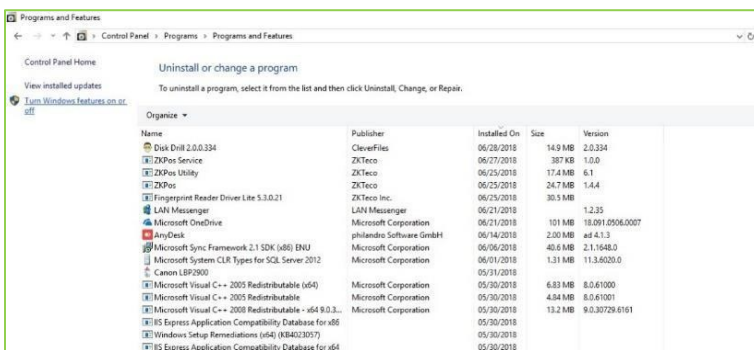 Programs and Features
Control Panel > Programs > Programs and Features
Control Panel Home
View installed updates
Turn Windows features on or off
Uninstall or change a program
To uninstall a program, select it from the list and then click Uninstall, Change, or Repair.
Organize
Name Publisher Installed On Size Version
Disk Drill 2.0.0.334 CleverFiles 06/28/2018 14.9 MB 2.0.334
ZKPos Service ZKTeco 06/27/2018 387 KB 1.0.0
ZKPos Utility ZKTeco 06/25/2018 17.4 MB 6.1
ZKPos ZKTeco 06/25/2018 24.7 MB 1.4.4
Fingerprint Reader Driver Lite 5.3.0.21 ZKTeco Inc. 06/25/2018 30.5 MB
LAN Messenger LAN Messenger 06/21/2018 1.2.35
Microsoft OneDrive Microsoft Corporation 06/21/2018 101 MB 18.091.0506.0007
AnyDesk philandro Software GmbH 06/14/2018 2.00 MB ad 4.1.3
Microsoft Sync Framework 2.1 SDK (x86) ENU Microsoft Corporation 06/06/2018 40.6 MB 2.1.1648.0
Microsoft System CLR Types for SQL Server 2012 Microsoft Corporation 06/01/2018 1.31 MB 11.3.6020.0
Canon LBP2900 05/31/2018
Microsoft Visual C++ 2005 Redistributable (x64) Microsoft Corporation 05/30/2018 6.83 MB 8.0.61000
Microsoft Visual C++ 2005 Redistributable Microsoft Corporation 05/30/2018 4.84 MB 8.0.61001
Microsoft Visual C++ 2008 Redistributable - x64 9.0.3... Microsoft Corporation 05/30/2018 13.2 MB 9.0.30729.6161
IIS Express Application Compatibility Database for x86 05/30/2018
Windows Setup Remediations (x64) (KB4023057) 05/30/2018
IIS Express Application Compatibility Database for x64 05/30/2018